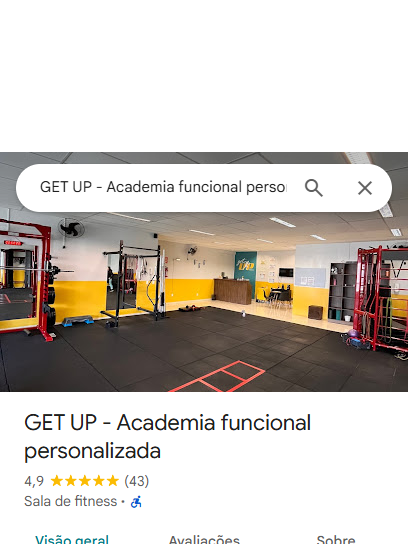 GET UP - Academia funcional perso
GET UP - Academia funcional
personalizada
4,9 ★★★★★ (43)
Sala de fitness ·
Visão geral Avaliações Sobre